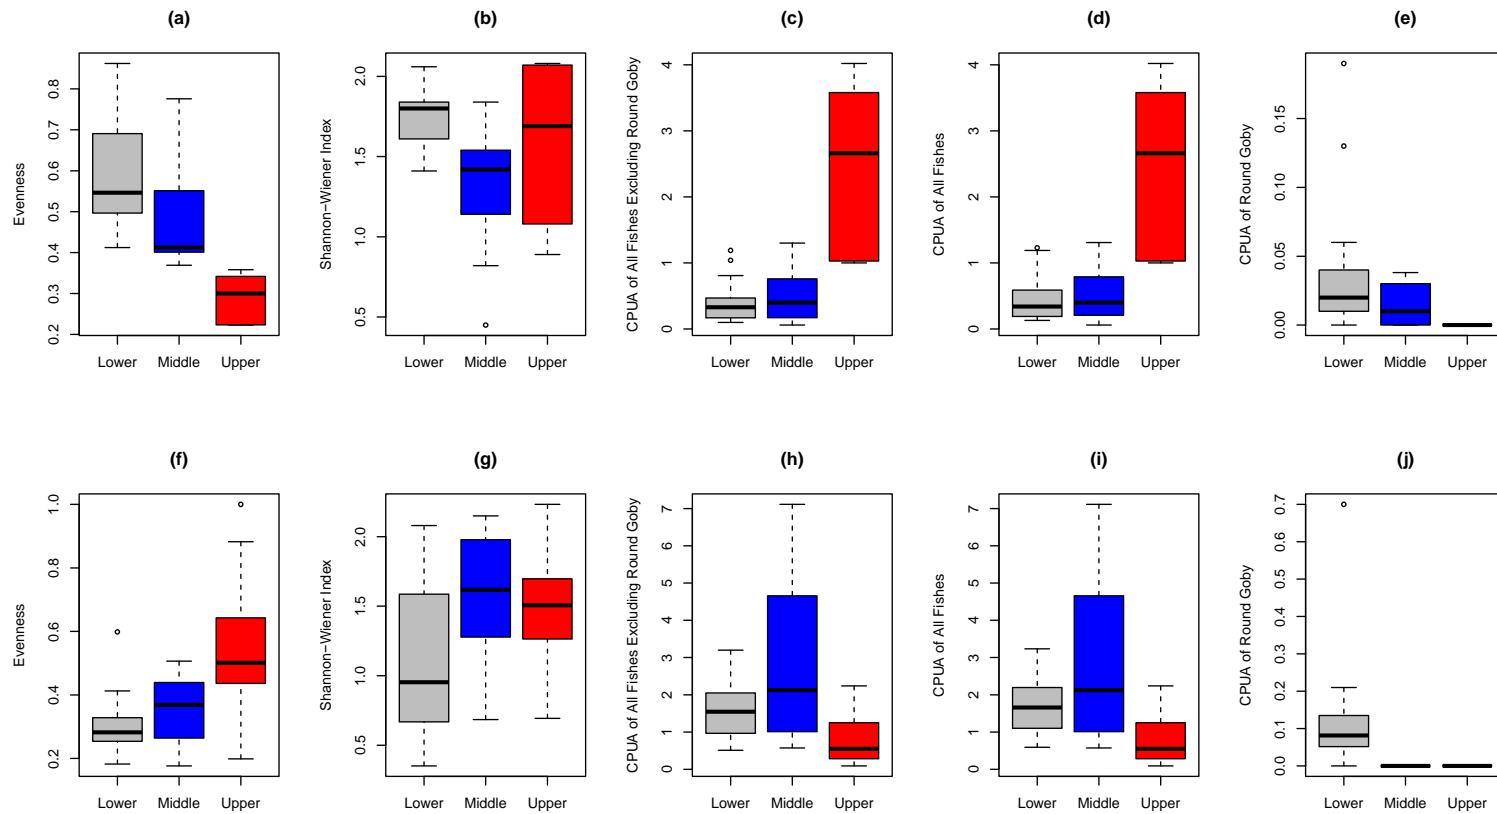 (a)
(b)
(c)
(d)
(e)
Evenness
0.2 0.3 0.4 0.5 0.6 0.7 0.8
Lower Middle Upper
Shannon−Wiener Index
0.5 1.0 1.5 2.0
Lower Middle Upper
CPUA of All Fishes Excluding Round Goby
0 1 2 3 4
Lower Middle Upper
CPUA of All Fishes
0 1 2 3 4
Lower Middle Upper
CPUA of Round Goby
0.00 0.05 0.10 0.15
Lower Middle Upper
(f)
(g)
(h)
(i)
(j)
Evenness
0.2 0.4 0.6 0.8 1.0
Lower Middle Upper
Shannon−Wiener Index
0.5 1.0 1.5 2.0
Lower Middle Upper
CPUA of All Fishes Excluding Round Goby
0 1 2 3 4 5 6 7
Lower Middle Upper
CPUA of All Fishes
0 1 2 3 4 5 6 7
Lower Middle Upper
CPUA of Round Goby
0.0 0.1 0.2 0.3 0.4 0.5 0.6 0.7
Lower Middle Upper